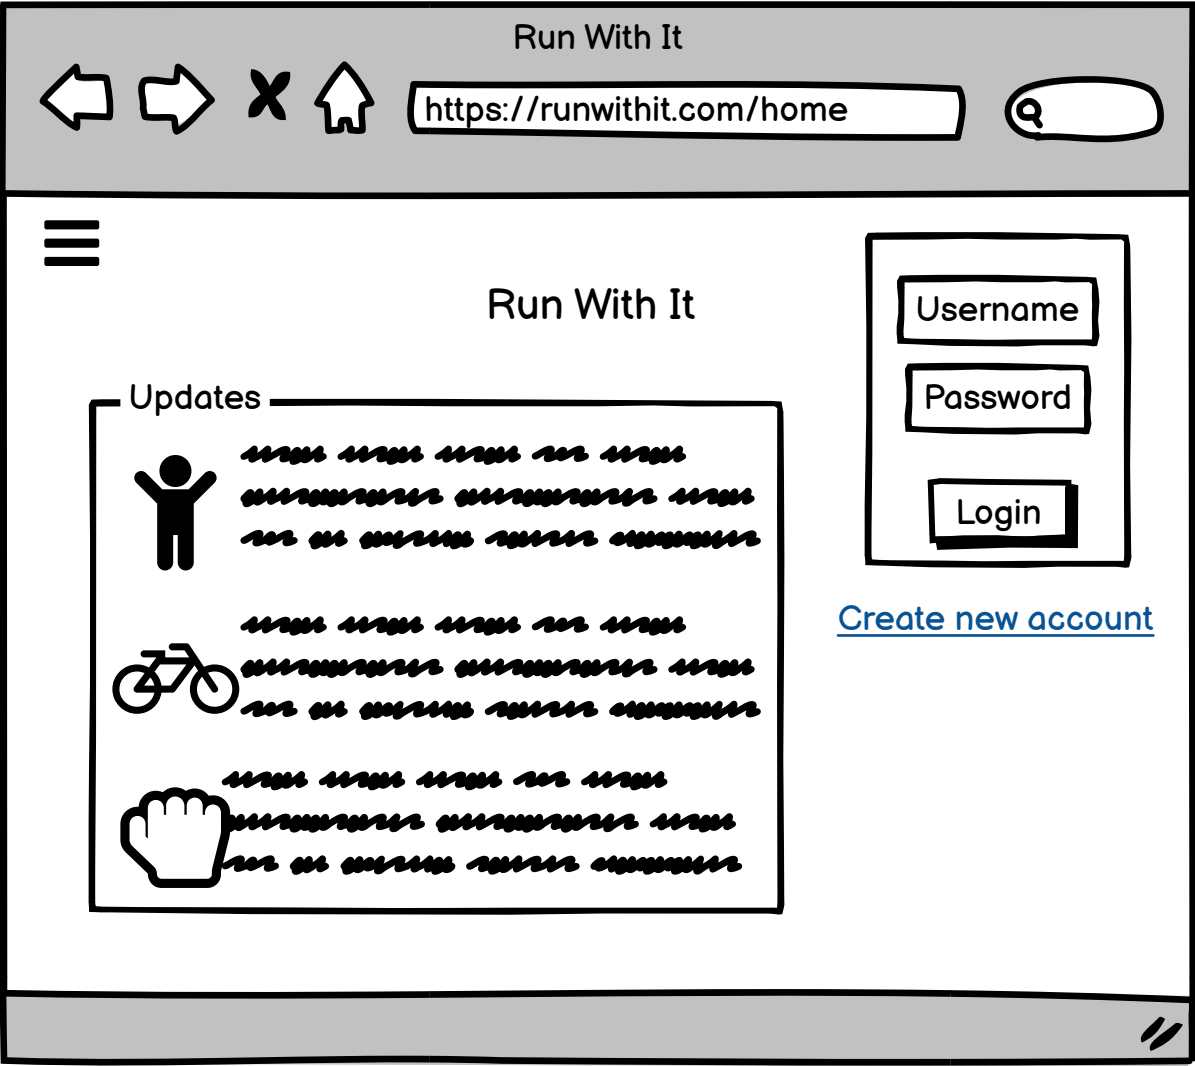 Run With It
https://runwithit.com/home
Run With It
Username
Password
Login
Create new account
Updates